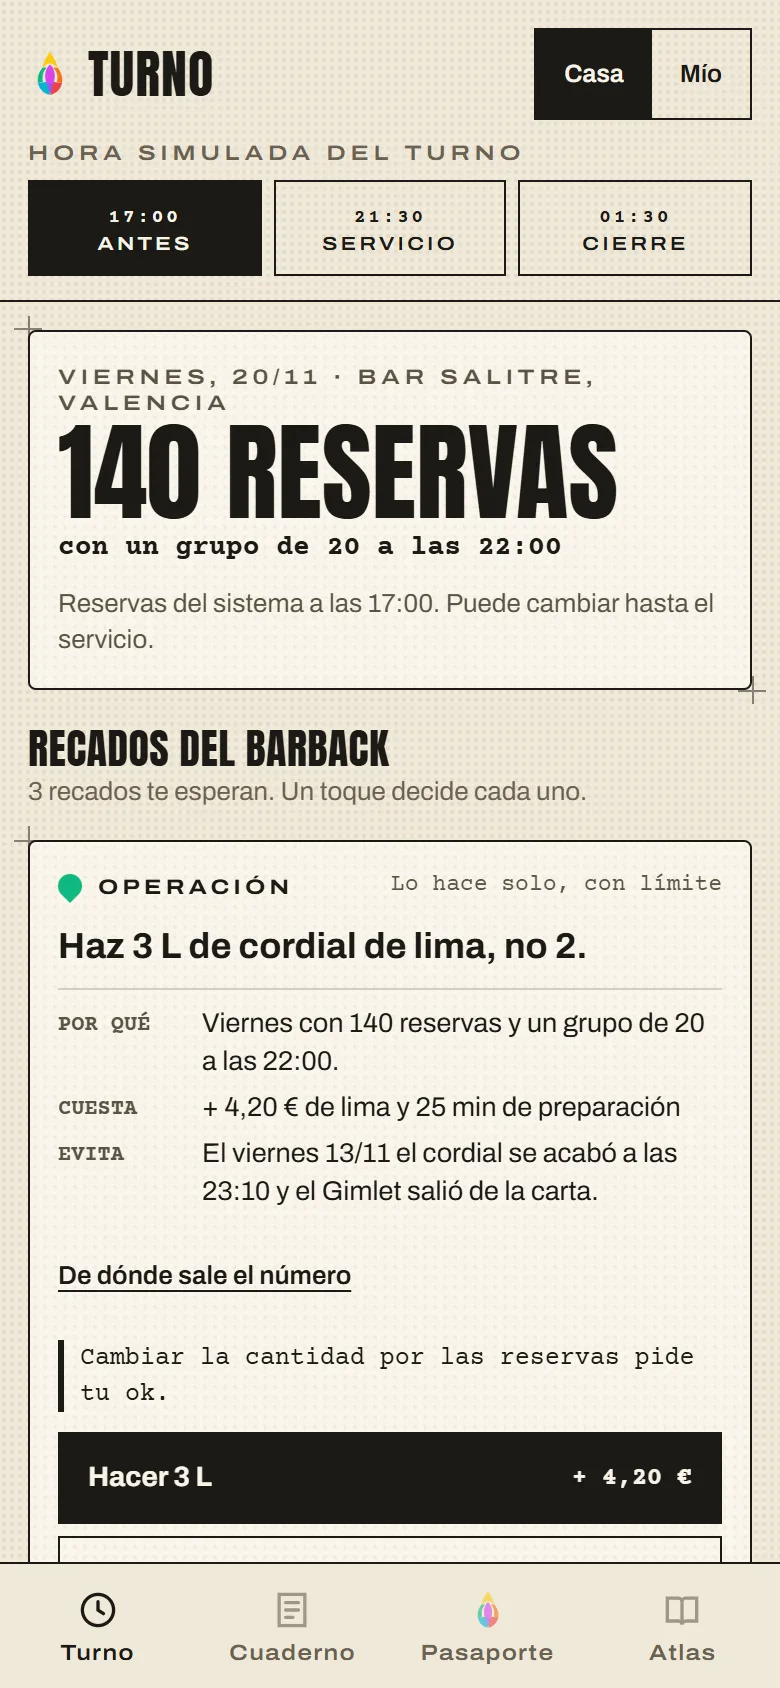 TURNO
Casa
Mío
HORA SIMULADA DEL TURNO
17:00
ANTES
21:30
SERVICIO
01:30
CIERRE
VIERNES, 20/11 · BAR SALITRE,
VALENCIA
140 RESERVAS
con un grupo de 20 a las 22:00
Reservas del sistema a las 17:00. Puede cambiar hasta el
servicio.
RECADOS DEL BARBACK
3 recados te esperan. Un toque decide cada uno.
OPERACIÓN
Lo hace solo, con límite
Haz 3 L de cordial de lima, no 2.
POR QUÉ
Viernes con 140 reservas y un grupo de 20
a las 22:00.
CUESTA
+ 4,20 € de lima y 25 min de preparación
EVITA
El viernes 13/11 el cordial se acabó a las
23:10 y el Gimlet salió de la carta.
De dónde sale el número
Cambiar la cantidad por las reservas pide
tu ok.
Hacer 3 L
+ 4,20 €
Turno
Cuaderno
Pasaporte
Atlas